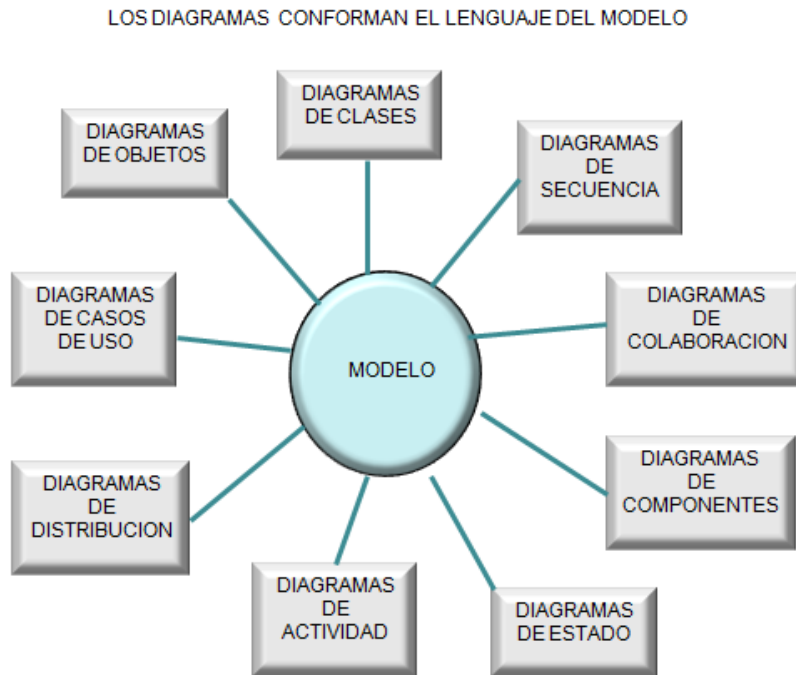 LOS DIAGRAMAS CONFORMAN EL LENGUAJE DEL MODELO
DIAGRAMAS
DE CLASES
DIAGRAMAS
DE OBJETOS
DIAGRAMAS
DE
SECUENCIA
DIAGRAMAS
DE CASOS
DE USO
DIAGRAMAS
DE
COLABORACION
MODELO
DIAGRAMAS
DE
DISTRIBUCION
DIAGRAMAS
DE
COMPONENTES
DIAGRAMAS
DE
ACTIVIDAD
DIAGRAMAS
DE ESTADO